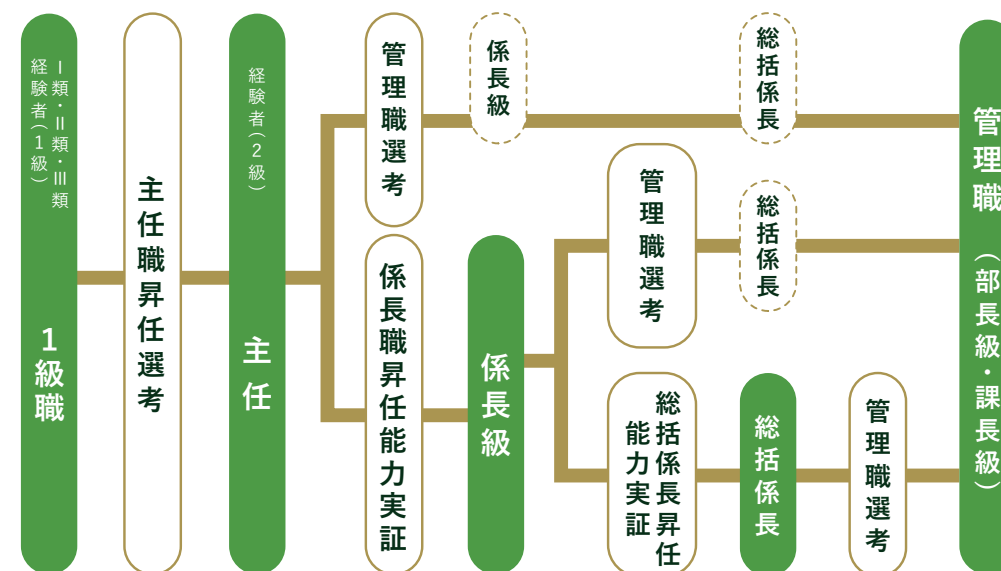 Ⅰ類・Ⅱ類・Ⅲ類
経験者（1級）
1級職
主任職昇任選考
経験者（2級）
主任
管理職選考
係長級
総括係長
係長職昇任能力実証
係長級
管理職選考
総括係長
総括係長昇任
能力実証
総括係長
管理職選考
管理職（部長級・課長級）